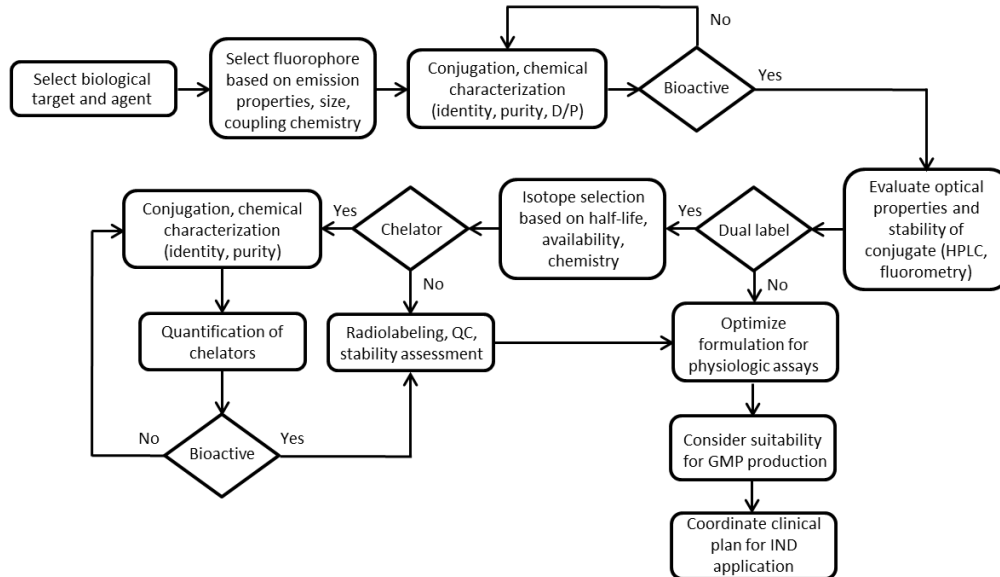 Select biological
target and agent
Select fluorophore
based on emission
properties, size,
coupling chemistry
Conjugation, chemical
characterization
(identity, purity, D/P)
No
Bioactive
Yes
Evaluate optical
properties and
stability of
conjugate (HPLC,
fluorometry)
Dual label
Yes
No
Isotope selection
based on half-life,
availability,
chemistry
Chelator
Yes
No
Conjugation, chemical
characterization
(identity, purity)
Quantification of
chelators
Bioactive
No
Yes
Radiolabeling, QC,
stability assessment
Optimize
formulation for
physiologic assays
Consider suitability
for GMP production
Coordinate clinical
plan for IND
application